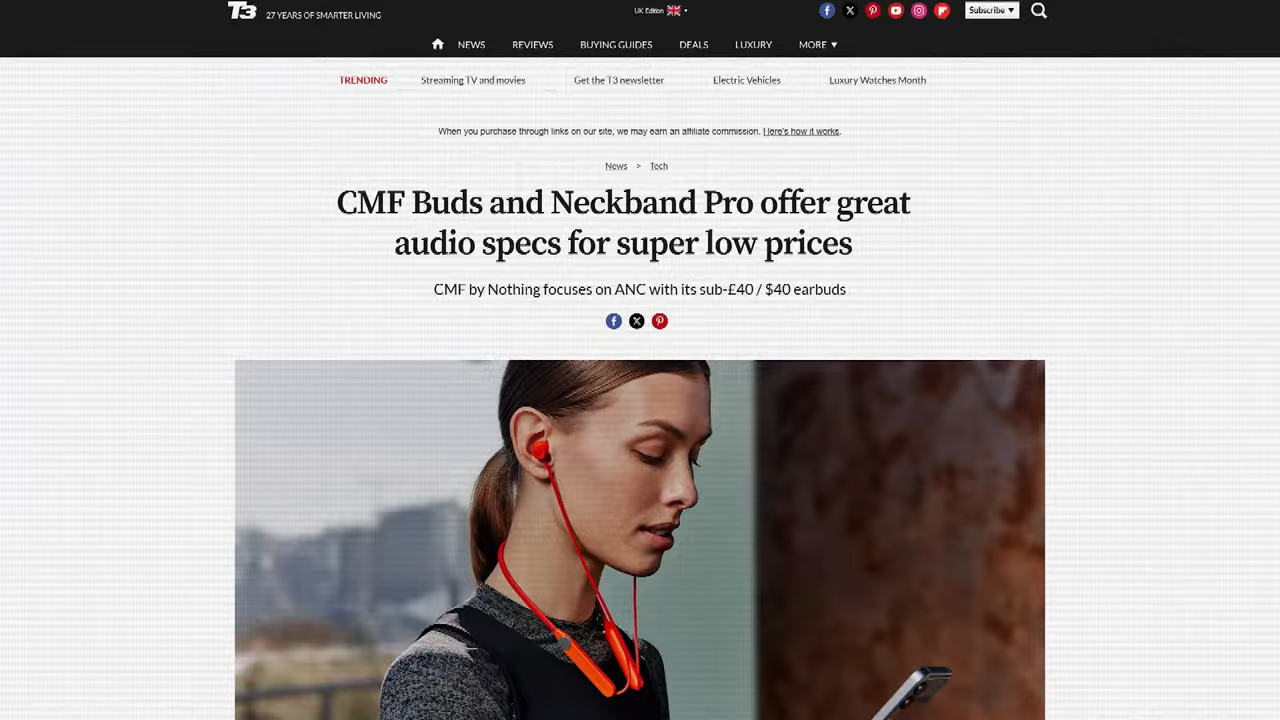 T3 27 YEARS OF SMARTER LIVING
UK Edition
Subscribe ▼
NEWS REVIEWS BUYING GUIDES DEALS LUXURY MORE ▼
TRENDING Streaming TV and movies Get the T3 newsletter Electric Vehicles Luxury Watches Month
When you purchase through links on our site, we may earn an affiliate commission. Here's how it works.
News > Tech
CMF Buds and Neckband Pro offer great
audio specs for super low prices
CMF by Nothing focuses on ANC with its sub-£40 / $40 earbuds